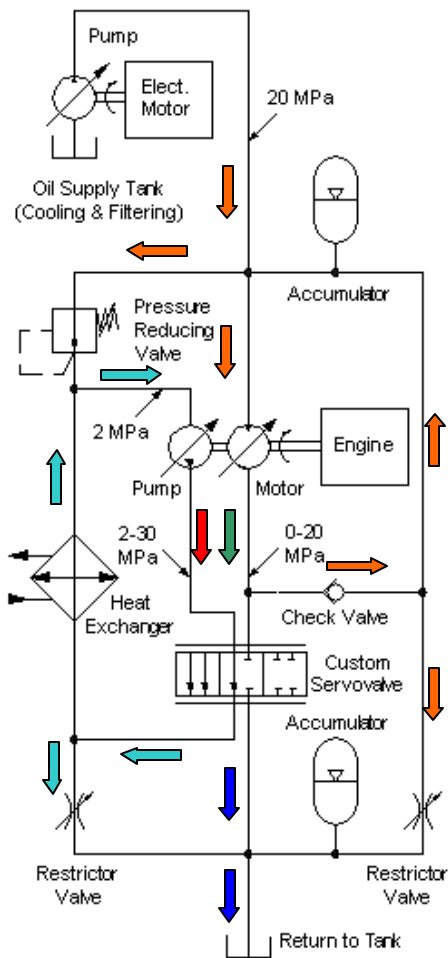 Pump
Elect.
Motor
20 MPa
Oil Supply Tank
(Cooling & Filtering)
Accumulator
Pressure
Reducing
Valve
2 MPa
Engine
Pump
Motor
2-30
MPa
0-20
MPa
Heat
Exchanger
Check Valve
Custom
Servovalve
Accumulator
Restrictor
Valve
Restrictor
Valve
Return to Tank